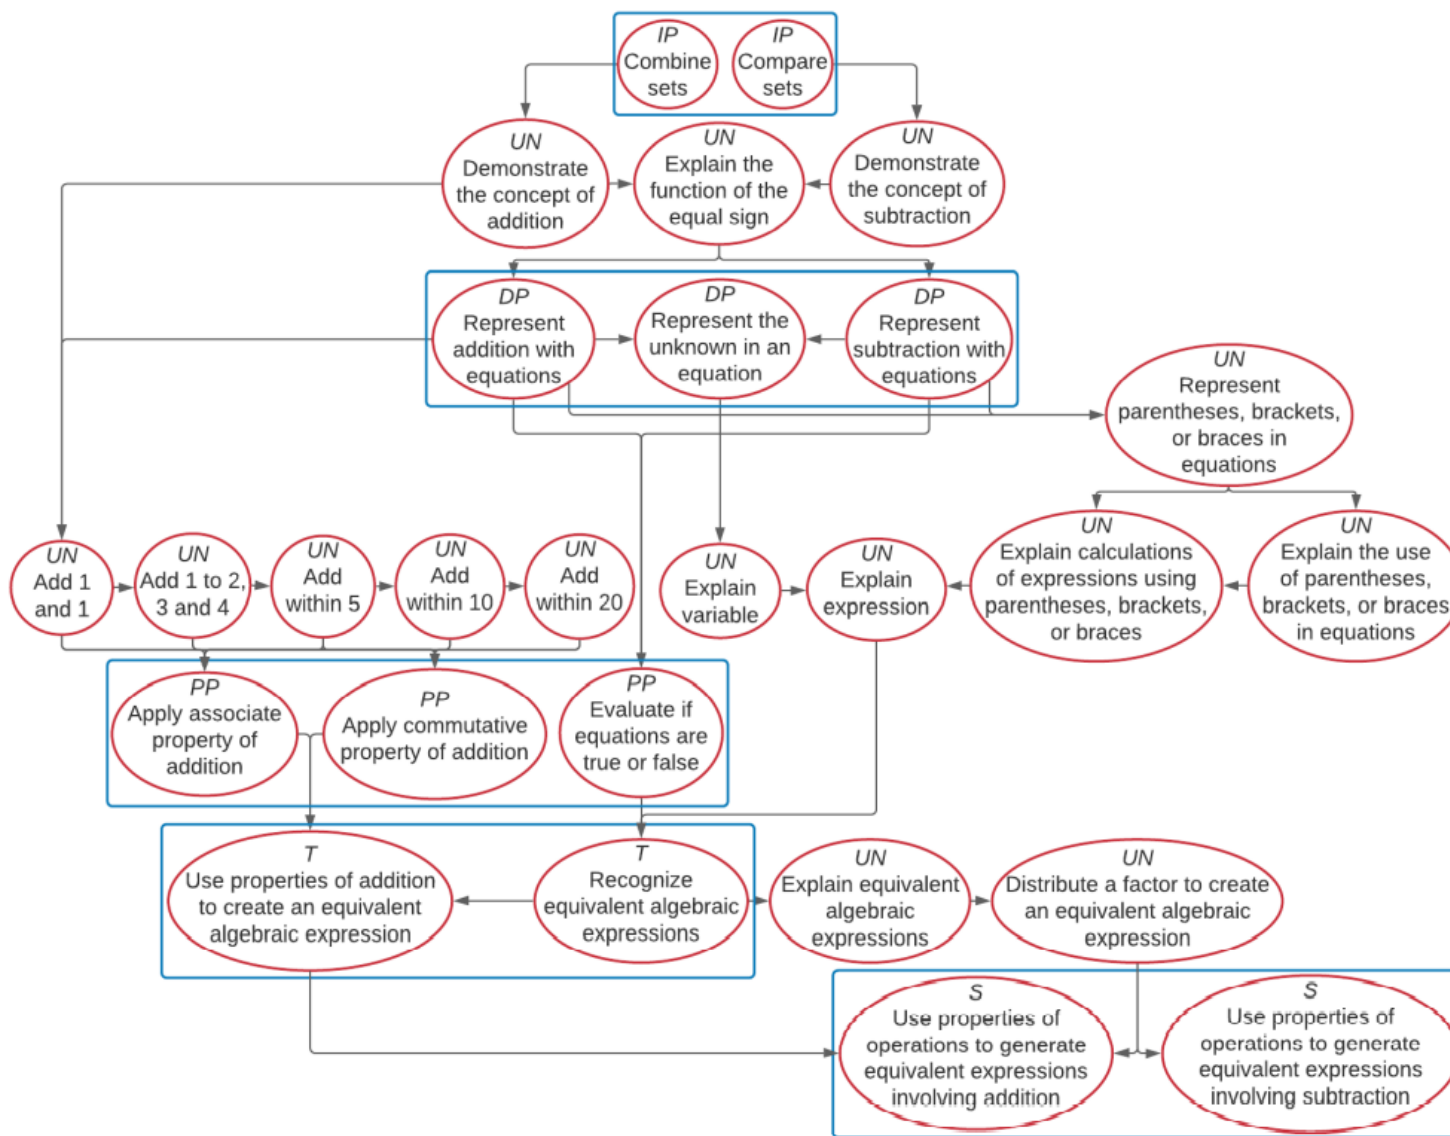 IP
Combine
sets
IP
Compare
sets
UN
Demonstrate
the concept of
addition
UN
Explain the
function of the
equal sign
UN
Demonstrate
the concept of
subtraction
DP
Represent
addition with
equations
DP
Represent the
unknown in an
equation
DP
Represent
subtraction with
equations
UN
Represent
parentheses, brackets,
or braces in
equations
UN
Add 1
and 1
UN
Add 1 to 2,
3 and 4
UN
Add
within 5
UN
Add
within 10
UN
Add
within 20
UN
Explain
variable
UN
Explain
expression
UN
Explain calculations
of expressions using
parentheses, brackets,
or braces
UN
Explain the use
of parentheses,
brackets, or braces
in equations
PP
Apply associate
property of
addition
PP
Apply commutative
property of addition
PP
Evaluate if
equations are
true or false
T
Use properties of addition
to create an equivalent
algebraic expression
T
Recognize
equivalent algebraic
expressions
UN
Explain equivalent
algebraic
expressions
UN
Distribute a factor to create
an equivalent algebraic
expression
S
Use properties of
operations to generate
equivalent expressions
involving addition
S
Use properties of
operations to generate
equivalent expressions
involving subtraction